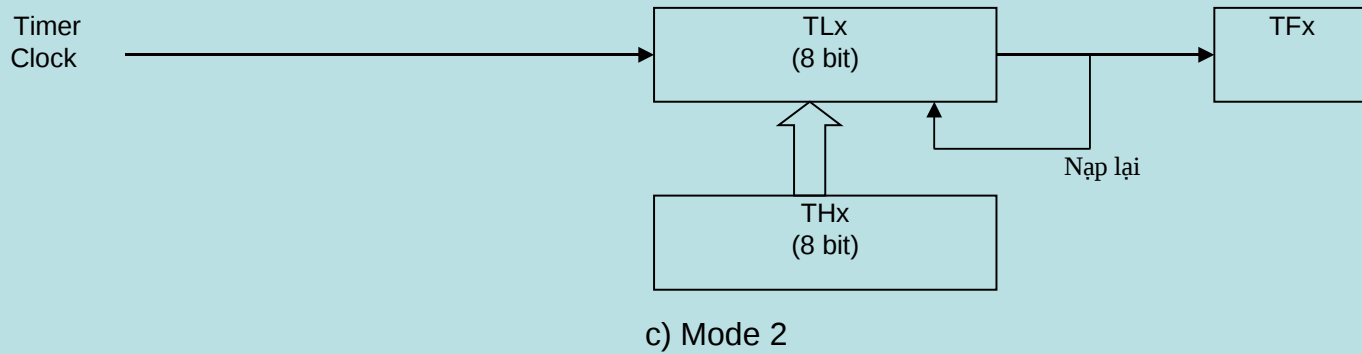 Timer
Clock
TLx
(8 bit)
TFx
Nạp lại
THx
(8 bit)
c) Mode 2